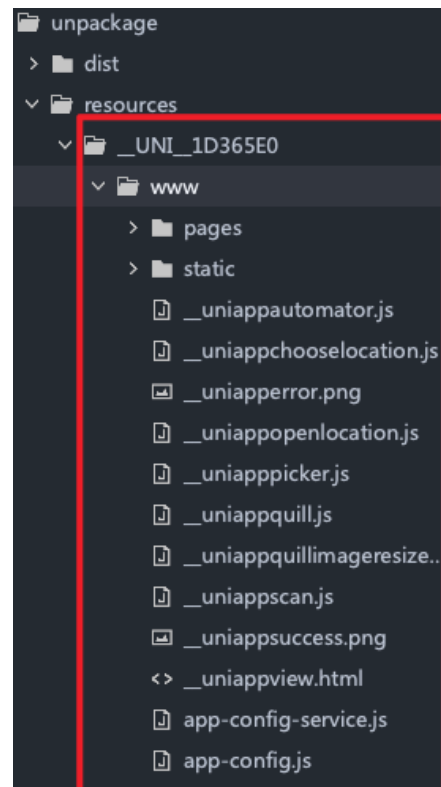 unpackage
dist
resources
__UNI__1D365E0
www
pages
static
__uniappautomator.js
__uniappchooselocation.js
__uniapperror.png
__uniappopenlocation.js
__uniapppicker.js
__uniappquill.js
__uniappquillimageresize..
__uniappscan.js
__uniappsuccess.png
__uniappview.html
app-config-service.js
app-config.js